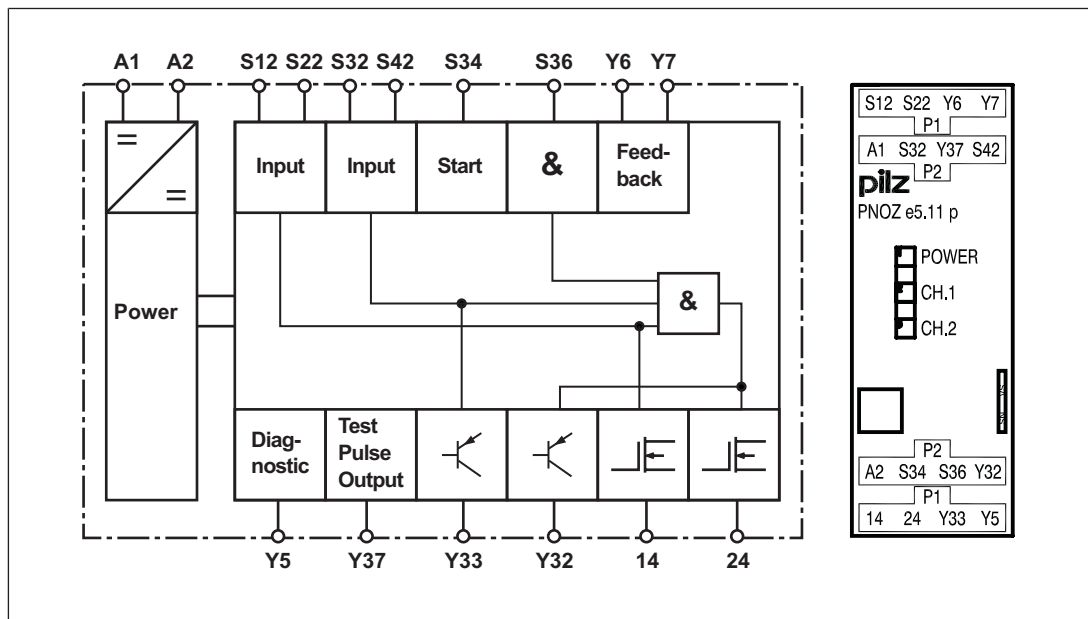 A1 A2 S12 S22 S32 S42 S34 S36 Y6 Y7
=
=
Input Input Start & Feed-
back
Power
&
Diag-
nostic
Test
Pulse
Output
Y5 Y37 Y33 Y32 14 24
S12 S22 Y6 Y7
P1
A1 S32 Y37 S42
P2
pilz
PNOZ e5.11 p
POWER
CH.1
CH.2
P2
A2 S34 S36 Y32
P1
14 24 Y33 Y5